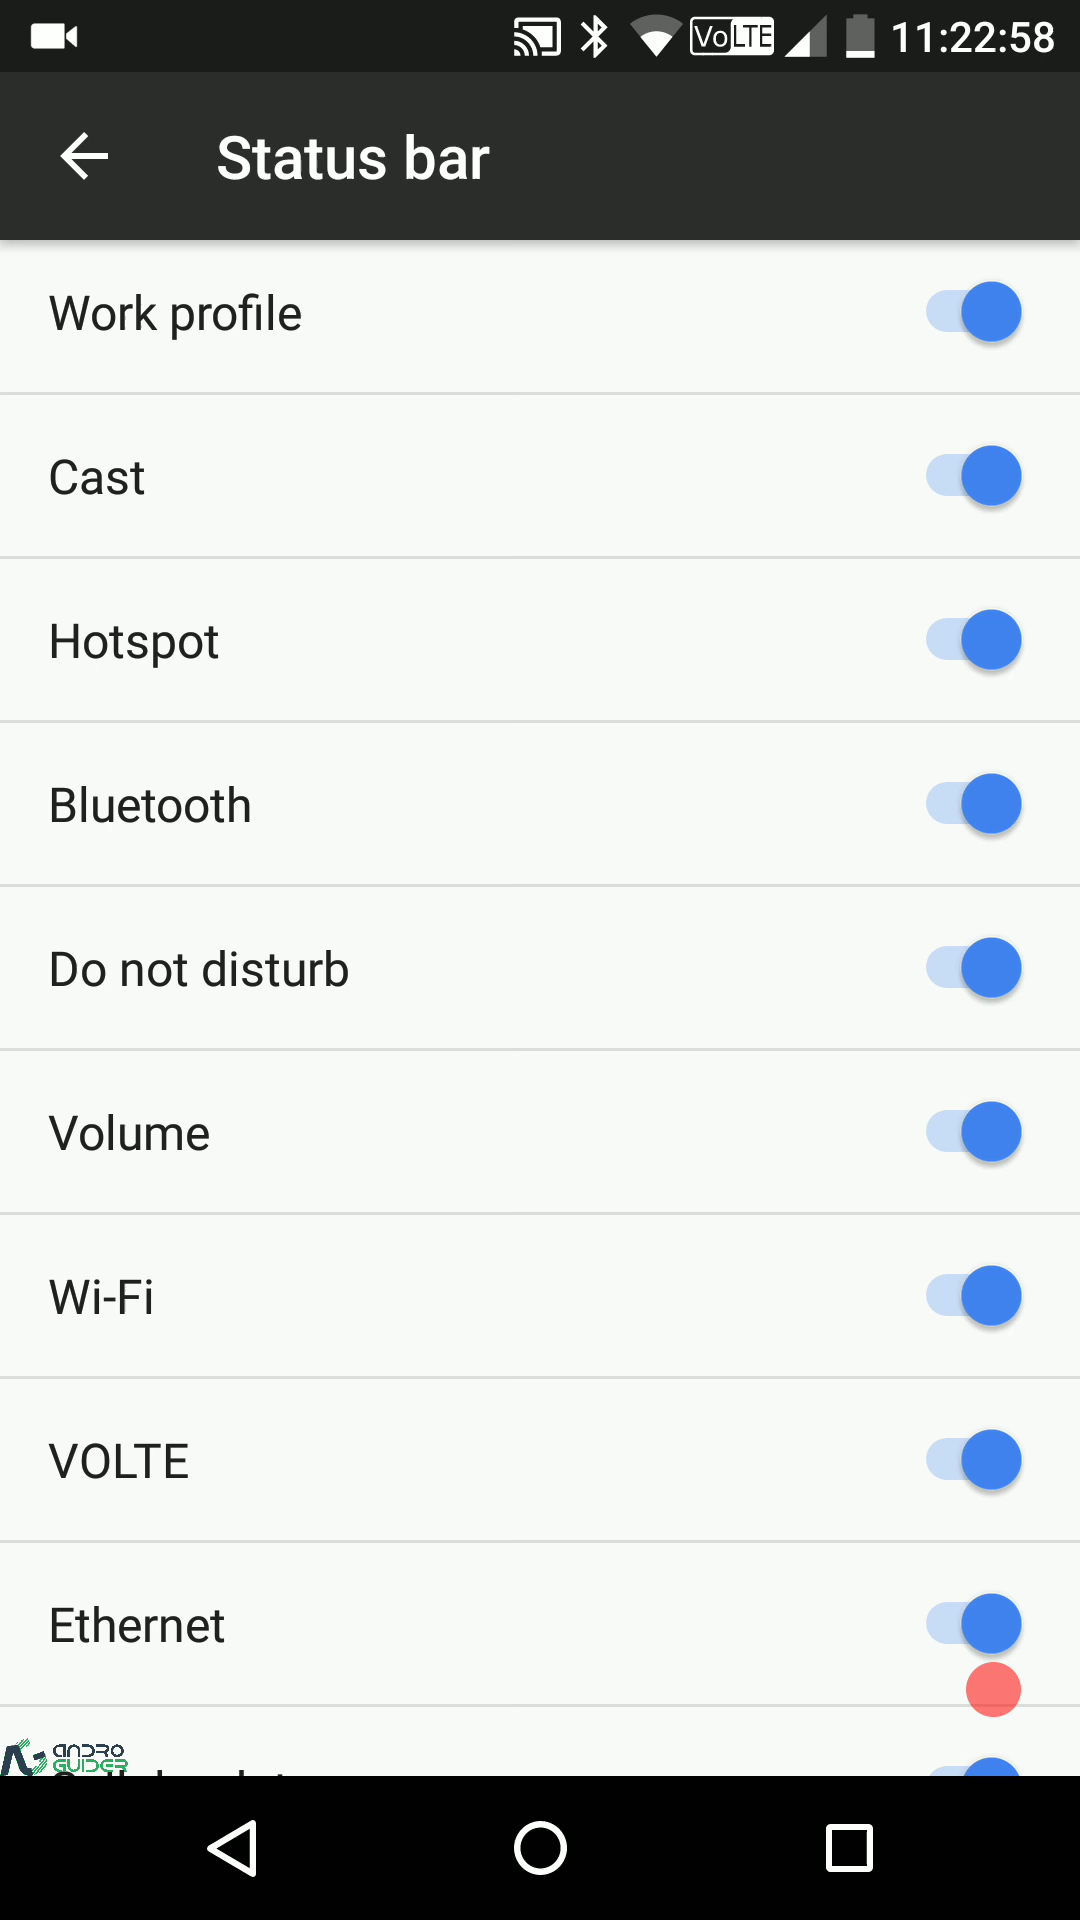 VoLTE 11:22:58
Status bar
Work profile
Cast
Hotspot
Bluetooth
Do not disturb
Volume
Wi-Fi
VOLTE
Ethernet
ANDRO
GUIDER